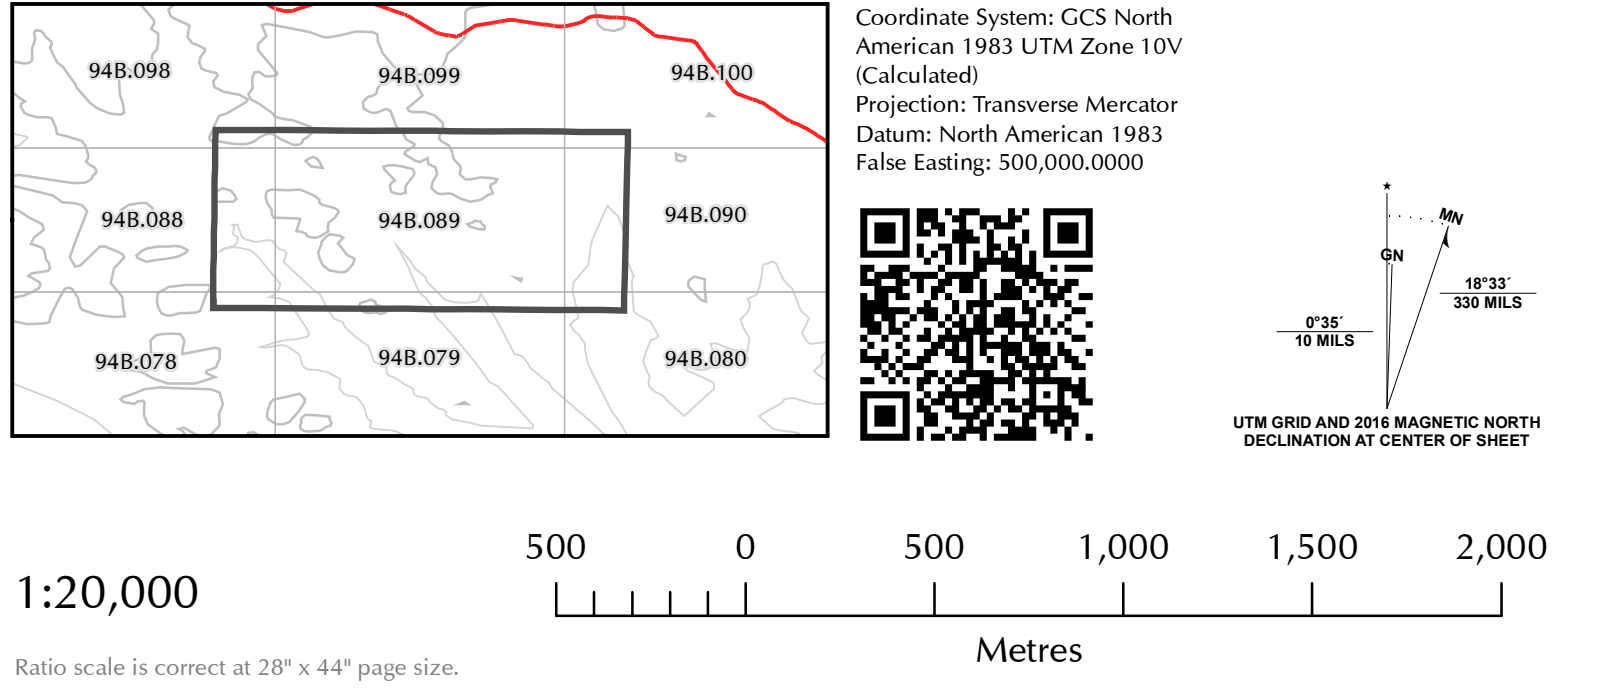 94B.098
94B.099
94B.100
94B.088
94B.089
94B.090
94B.078
94B.079
94B.080
Coordinate System: GCS North
American 1983 UTM Zone 10V
(Calculated)
Projection: Transverse Mercator
Datum: North American 1983
False Easting: 500,000.0000
MN
GN
18°33´
330 MILS
0°35´
10 MILS
UTM GRID AND 2016 MAGNETIC NORTH
DECLINATION AT CENTER OF SHEET
500 0 500 1,000 1,500 2,000
1:20,000
Metres
Ratio scale is correct at 28" x 44" page size.